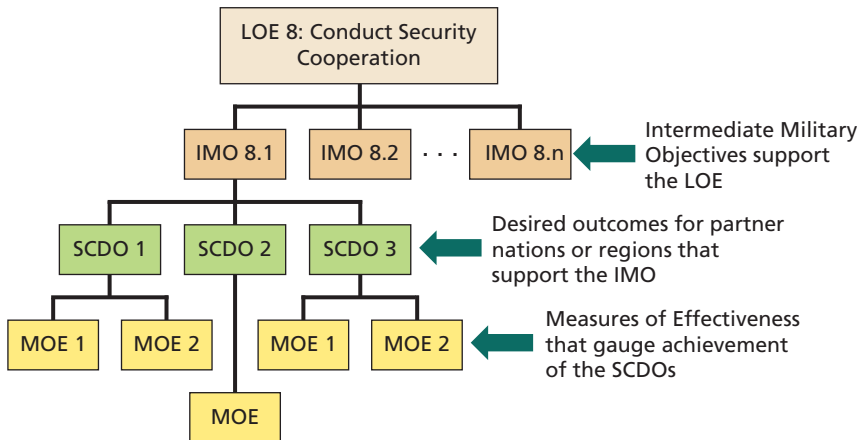 LOE 8: Conduct Security
Cooperation
IMO 8.1
IMO 8.2
. . .
IMO 8.n
Intermediate Military
Objectives support
the LOE
SCDO 1
SCDO 2
SCDO 3
Desired outcomes for partner
nations or regions that
support the IMO
MOE 1
MOE 2
MOE 1
MOE 2
Measures of Effectiveness
that gauge achievement
of the SCDOs
MOE